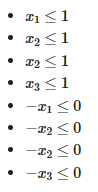 • x₁ ≤ 1
• x₂ ≤ 1
• x₂ ≤ 1
• x₃ ≤ 1
• −x₁ ≤ 0
• −x₂ ≤ 0
• −x₂ ≤ 0
• −x₃ ≤ 0